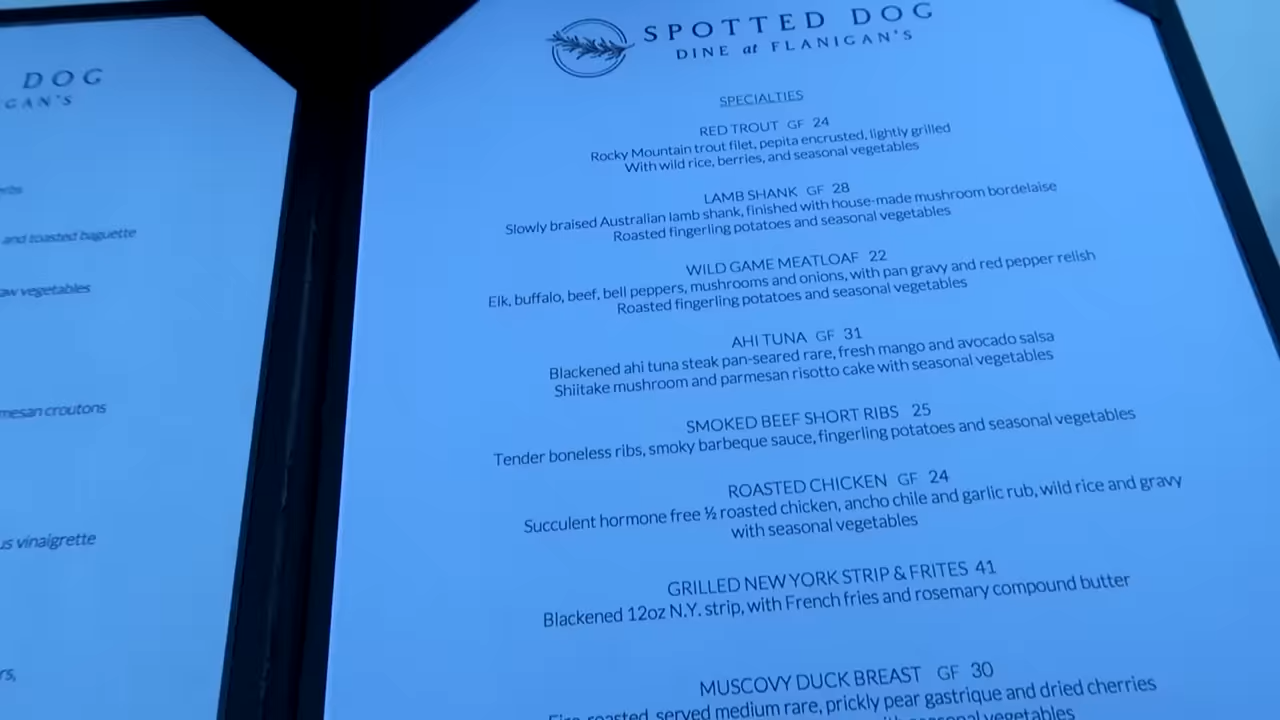 DOG
GAN'S
and toasted baguette
vegetables
croutons
vinaigrette
SPOTTED DOG
DINE at FLANIGAN'S
SPECIALTIES
RED TROUT GF 24
Rocky Mountain trout filet, pepita encrusted, lightly grilled
With wild rice, berries, and seasonal vegetables
LAMB SHANK GF 28
Slowly braised Australian lamb shank, finished with house-made mushroom bordelaise
Roasted fingerling potatoes and seasonal vegetables
WILD GAME MEATLOAF 22
Elk, buffalo, beef, bell peppers, mushrooms and onions, with pan gravy and red pepper relish
Roasted fingerling potatoes and seasonal vegetables
AHI TUNA GF 31
Blackened ahi tuna steak pan-seared rare, fresh mango and avocado salsa
Shiitake mushroom and parmesan risotto cake with seasonal vegetables
SMOKED BEEF SHORT RIBS 25
Tender boneless ribs, smoky barbeque sauce, fingerling potatoes and seasonal vegetables
ROASTED CHICKEN GF 24
Succulent hormone free ½ roasted chicken, ancho chile and garlic rub, wild rice and gravy
with seasonal vegetables
GRILLED NEW YORK STRIP & FRITES 41
Blackened 12oz N.Y. strip, with French fries and rosemary compound butter
MUSCOVY DUCK BREAST GF 30
roasted, served medium rare, prickly pear gastrique and dried cherries
vegetables